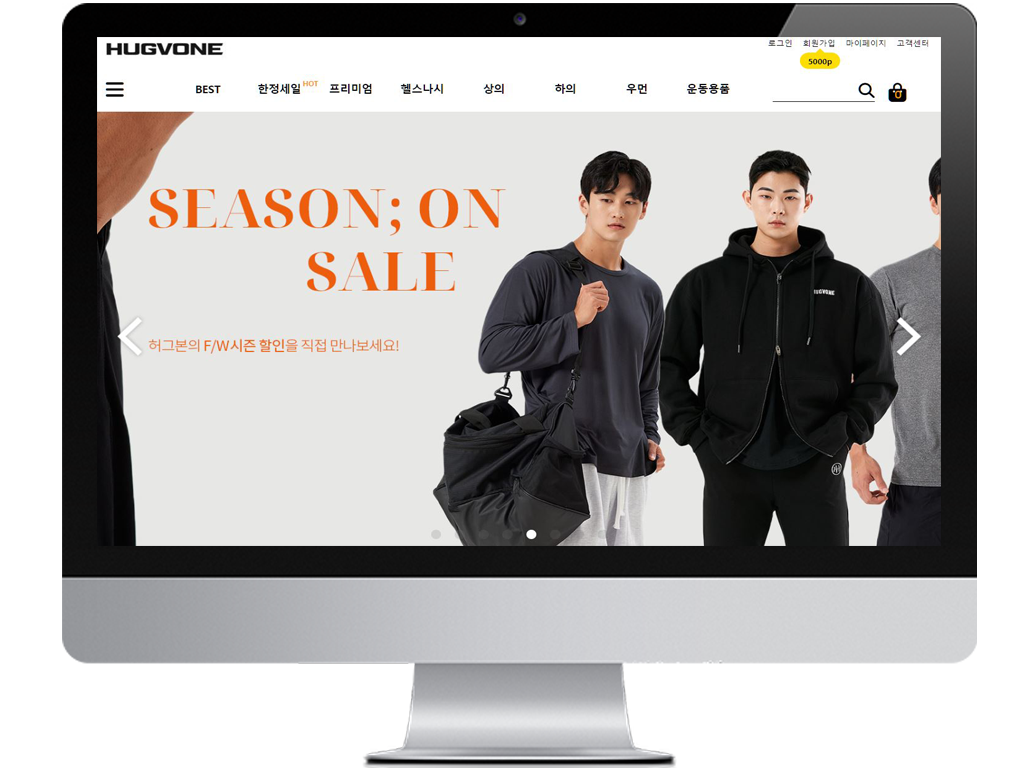 HUGVONE
로그인 회원가입 마이페이지 고객센터
5000p
BEST 한정세일 HOT 프리미엄 헬스나시 상의 하의 우먼 운동용품
0
SEASON; ON
SALE
허그본의 F/W시즌 할인을 직접 만나보세요!
HUGVONE